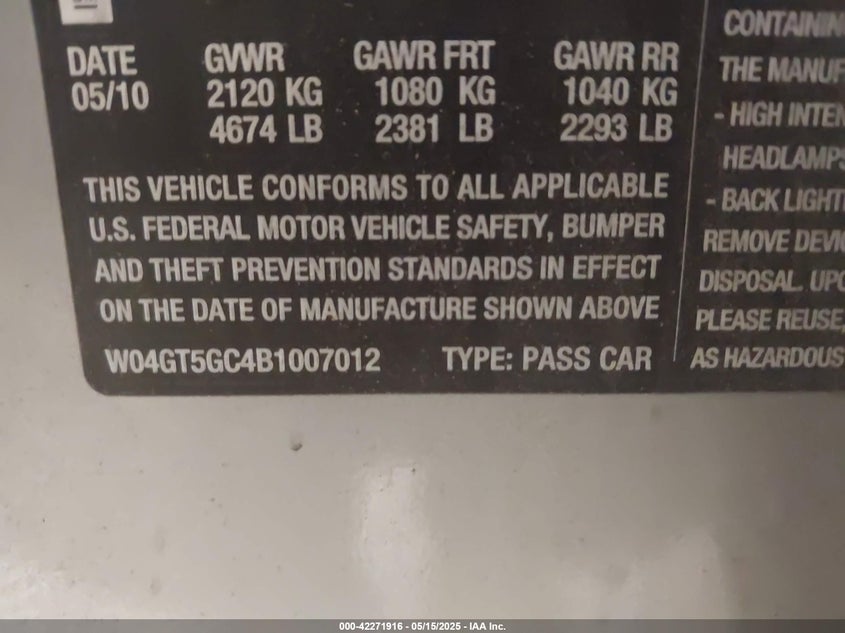 DATE GVWR GAWR FRT GAWR RR
05/10 2120 KG 1080 KG 1040 KG
4674 LB 2381 LB 2293 LB
THIS VEHICLE CONFORMS TO ALL APPLICABLE
U.S. FEDERAL MOTOR VEHICLE SAFETY, BUMPER
AND THEFT PREVENTION STANDARDS IN EFFECT
ON THE DATE OF MANUFACTURE SHOWN ABOVE
W04GT5GC4B1007012 TYPE: PASS CAR
CONTAINING
THE MANUF
- HIGH INTEN
HEADLAMPS
- BACK LIGHT
REMOVE DEVIC
DISPOSAL. UPO
PLEASE REUSE,
AS HAZARDOUS
000-42271916 - 05/15/2025 - IAA Inc.